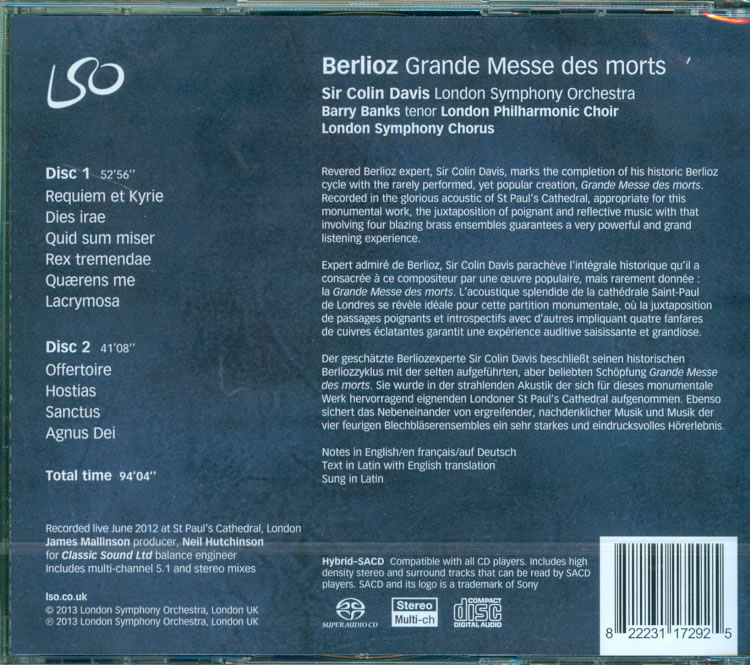 LSO
Berlioz Grande Messe des morts
Sir Colin Davis London Symphony Orchestra
Barry Banks tenor London Philharmonic Choir
London Symphony Chorus
Disc 1 52'56"
Requiem et Kyrie
Dies irae
Quid sum miser
Rex tremendae
Quærens me
Lacrymosa
Disc 2 41'08"
Offertoire
Hostias
Sanctus
Agnus Dei
Total time 94'04"
Recorded live June 2012 at St Paul's Cathedral, London
James Mallinson producer, Neil Hutchinson
for Classic Sound Ltd balance engineer
Includes multi-channel 5.1 and stereo mixes
lso.co.uk
© 2013 London Symphony Orchestra, London UK
℗ 2013 London Symphony Orchestra, London UK
Revered Berlioz expert, Sir Colin Davis, marks the completion of his historic Berlioz
cycle with the rarely performed, yet popular creation, Grande Messe des morts.
Recorded in the glorious acoustic of St Paul's Cathedral, appropriate for this
monumental work, the juxtaposition of poignant and reflective music with that
involving four blazing brass ensembles guarantees a very powerful and grand
listening experience.
Expert admiré de Berlioz, Sir Colin Davis parachève l'intégrale historique qu'il a
consacrée à ce compositeur par une œuvre populaire, mais rarement donnée :
la Grande Messe des morts. L'acoustique splendide de la cathédrale Saint-Paul
de Londres se révèle idéale pour cette partition monumentale, où la juxtaposition
de passages poignants et introspectifs avec d'autres impliquant quatre fanfares
de cuivres éclatantes garantit une expérience auditive saisissante et grandiose.
Der geschätzte Berliozexperte Sir Colin Davis beschließt seinen historischen
Berliozzyklus mit der selten aufgeführten, aber beliebten Schöpfung Grande Messe
des morts. Sie wurde in der strahlenden Akustik der sich für dieses monumentale
Werk hervorragend eignenden Londoner St Paul's Cathedral aufgenommen. Ebenso
sichert das Nebeneinander von ergreifender, nachdenklicher Musik und Musik der
vier feurigen Blechbläserensembles ein sehr starkes und eindrucksvolles Hörerlebnis.
Notes in English/en français/auf Deutsch
Text in Latin with English translation
Sung in Latin
Hybrid-SACD Compatible with all CD players. Includes high
density stereo and surround tracks that can be read by SACD
players. SACD and its logo is a trademark of Sony
SUPER AUDIO CD
Stereo
Multi-ch
COMPACT
disc
DIGITAL AUDIO
8 22231 17292 5